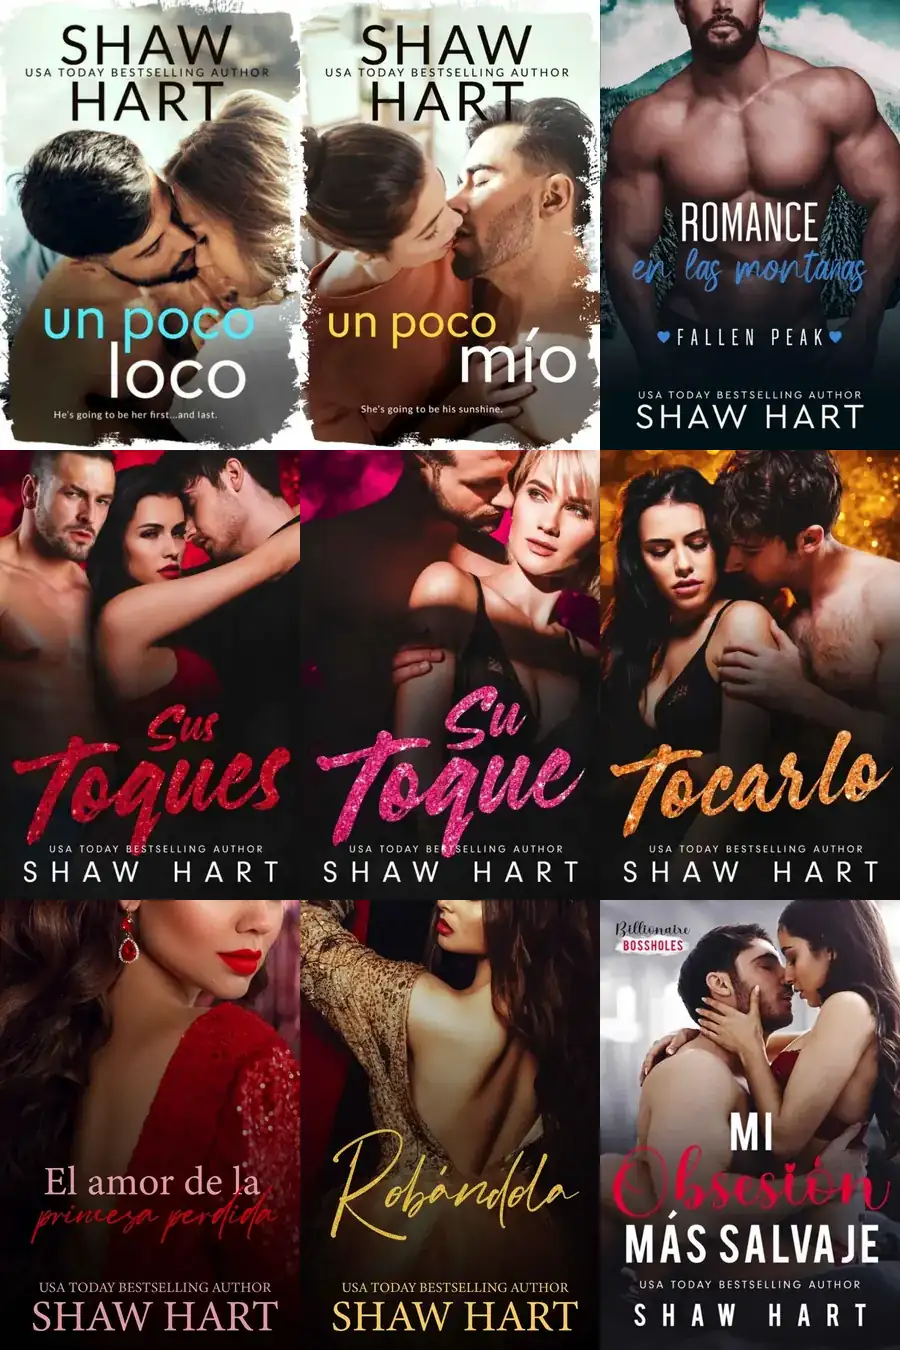 SHAW
USA TODAY BESTSELLING AUTHOR
HART
un poco
loco
He's going to be her first...and last.
SHAW
USA TODAY BESTSELLING AUTHOR
HART
un poco
mío
She's going to be his sunshine.
ROMANCE
en las montañas
FALLEN PEAK
USA TODAY BESTSELLING AUTHOR
SHAW HART
Sus
Toques
USA TODAY BESTSELLING AUTHOR
SHAW HART
Su
Toque
USA TODAY BESTSELLING AUTHOR
SHAW HART
Tocarlo
USA TODAY BESTSELLING AUTHOR
SHAW HART
El amor de la
princesa perdida
USA TODAY BESTSELLING AUTHOR
SHAW HART
Robándola
USA TODAY BESTSELLING AUTHOR
SHAW HART
Billionaire
BOSSHOLES
MI
Obsesión
MÁS SALVAJE
USA TODAY BESTSELLING AUTHOR
SHAW HART